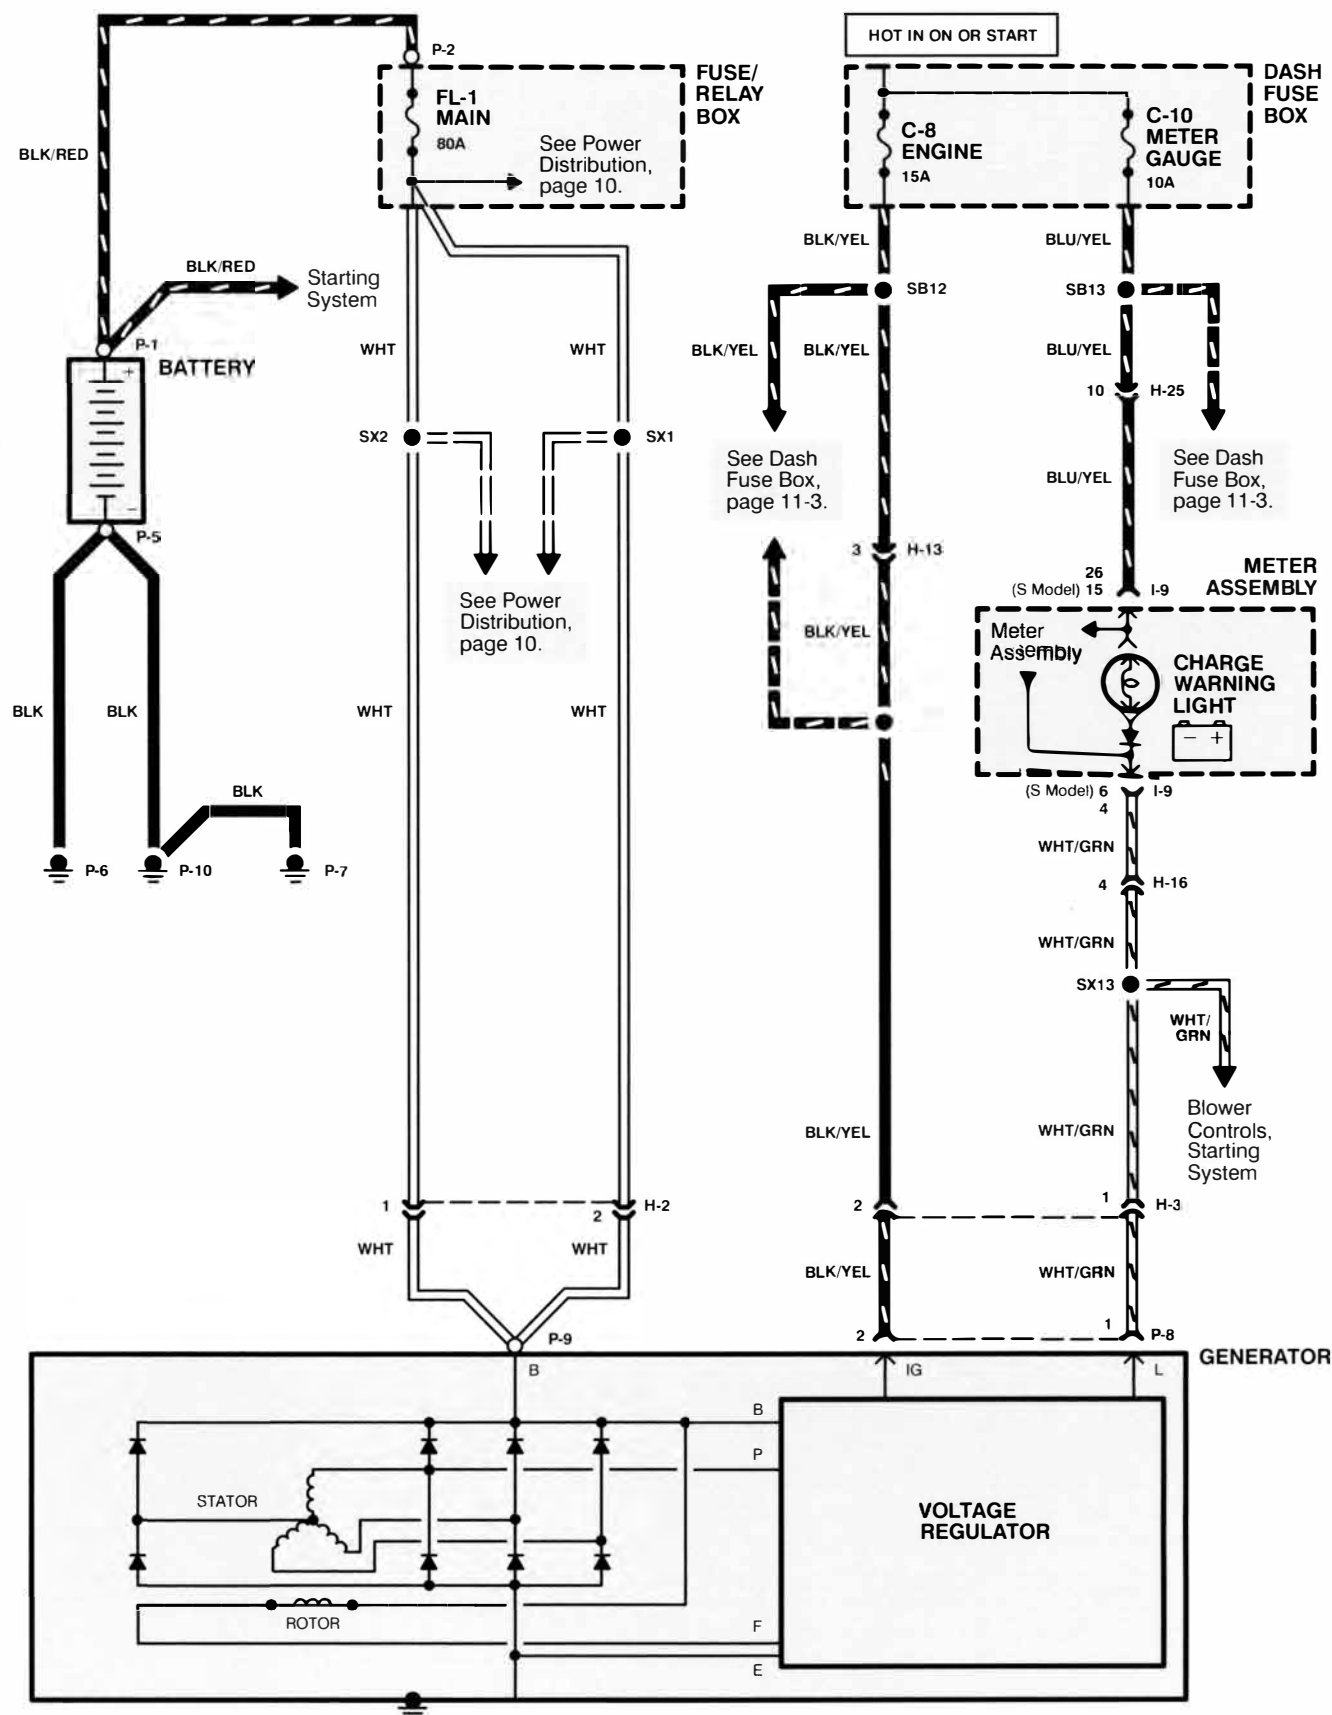 HOT IN ON OR START
P-2
FUSE/
RELAY
BOX
DASH
FUSE
BOX
FL-1
MAIN
80A
See Power
Distribution,
page 10.
C-8
ENGINE
15A
C-10
METER
GAUGE
10A
BLK/RED
BLK/RED
Starting
System
BLK/YEL
BLU/YEL
SB12
SB13
P-1
BATTERY
+
-
WHT
WHT
BLK/YEL
BLK/YEL
BLU/YEL
10
H-25
SX2
SX1
See Dash
Fuse Box,
page 11-3.
BLU/YEL
See Dash
Fuse Box,
page 11-3.
P-5
3
H-13
26
(S Model) 15
I-9
METER
ASSEMBLY
See Power
Distribution,
page 10.
BLK/YEL
Meter
CHARGE
WARNING
LIGHT
- +
BLK
BLK
WHT
WHT
BLK
(S Model) 6
4
I-9
WHT/GRN
P-6
P-10
P-7
4
H-16
WHT/GRN
SX13
WHT/
GRN
Blower
Controls,
Starting
System
BLK/YEL
WHT/GRN
1
2
H-2
2
1
H-3
WHT
WHT
BLK/YEL
WHT/GRN
P-9
2
1
P-8
GENERATOR
B
IG
L
B
P
STATOR
VOLTAGE
REGULATOR
ROTOR
F
E